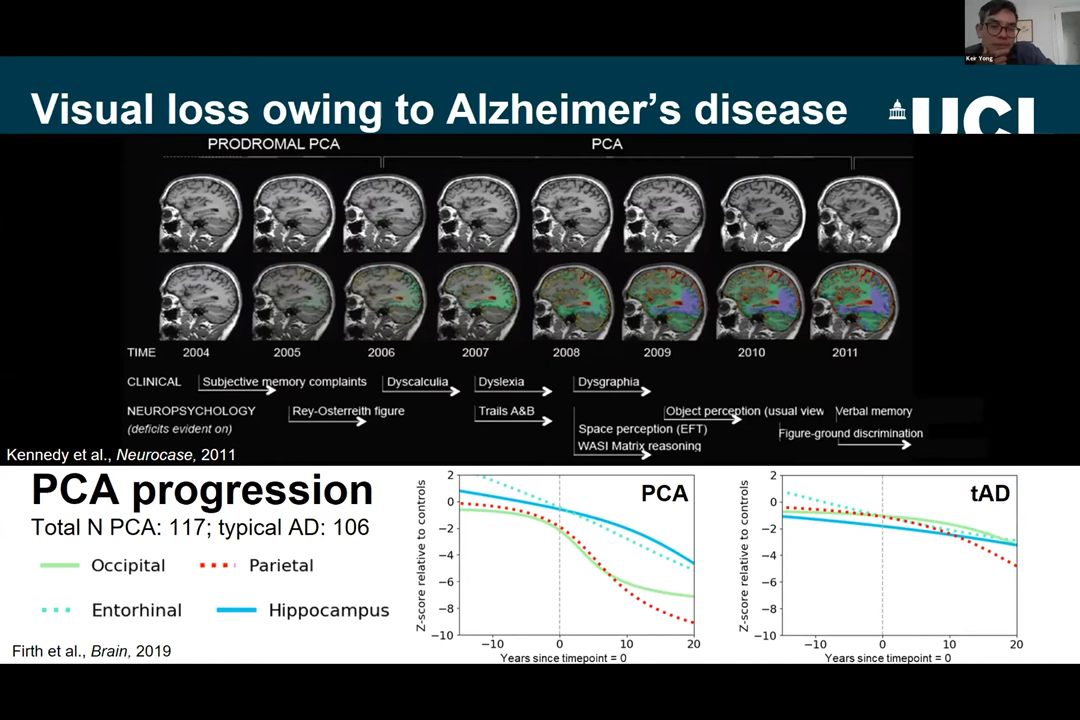 Keir Yong
Visual loss owing to Alzheimer's disease
UCL
PRODROMAL PCA
PCA
TIME 2004 2005 2006 2007 2008 2009 2010 2011
CLINICAL Subjective memory complaints Dyscalculia Dyslexia Dysgraphia
NEUROPSYCHOLOGY Rey-Osterreith figure Trails A&B Object perception (usual view Verbal memory
(deficits evident on) Space perception (EFT) Figure-ground discrimination
WASI Matrix reasoning
Kennedy et al., Neurocase, 2011
PCA progression
Total N PCA: 117; typical AD: 106
Occipital Parietal
Entorhinal Hippocampus
Firth et al., Brain, 2019
Z-score relative to controls
2
0
−2
−4
−6
−8
−10
PCA
−10 0 10 20
Years since timepoint = 0
Z-score relative to controls
2
0
−2
−4
−6
−8
−10
tAD
−10 0 10 20
Years since timepoint = 0